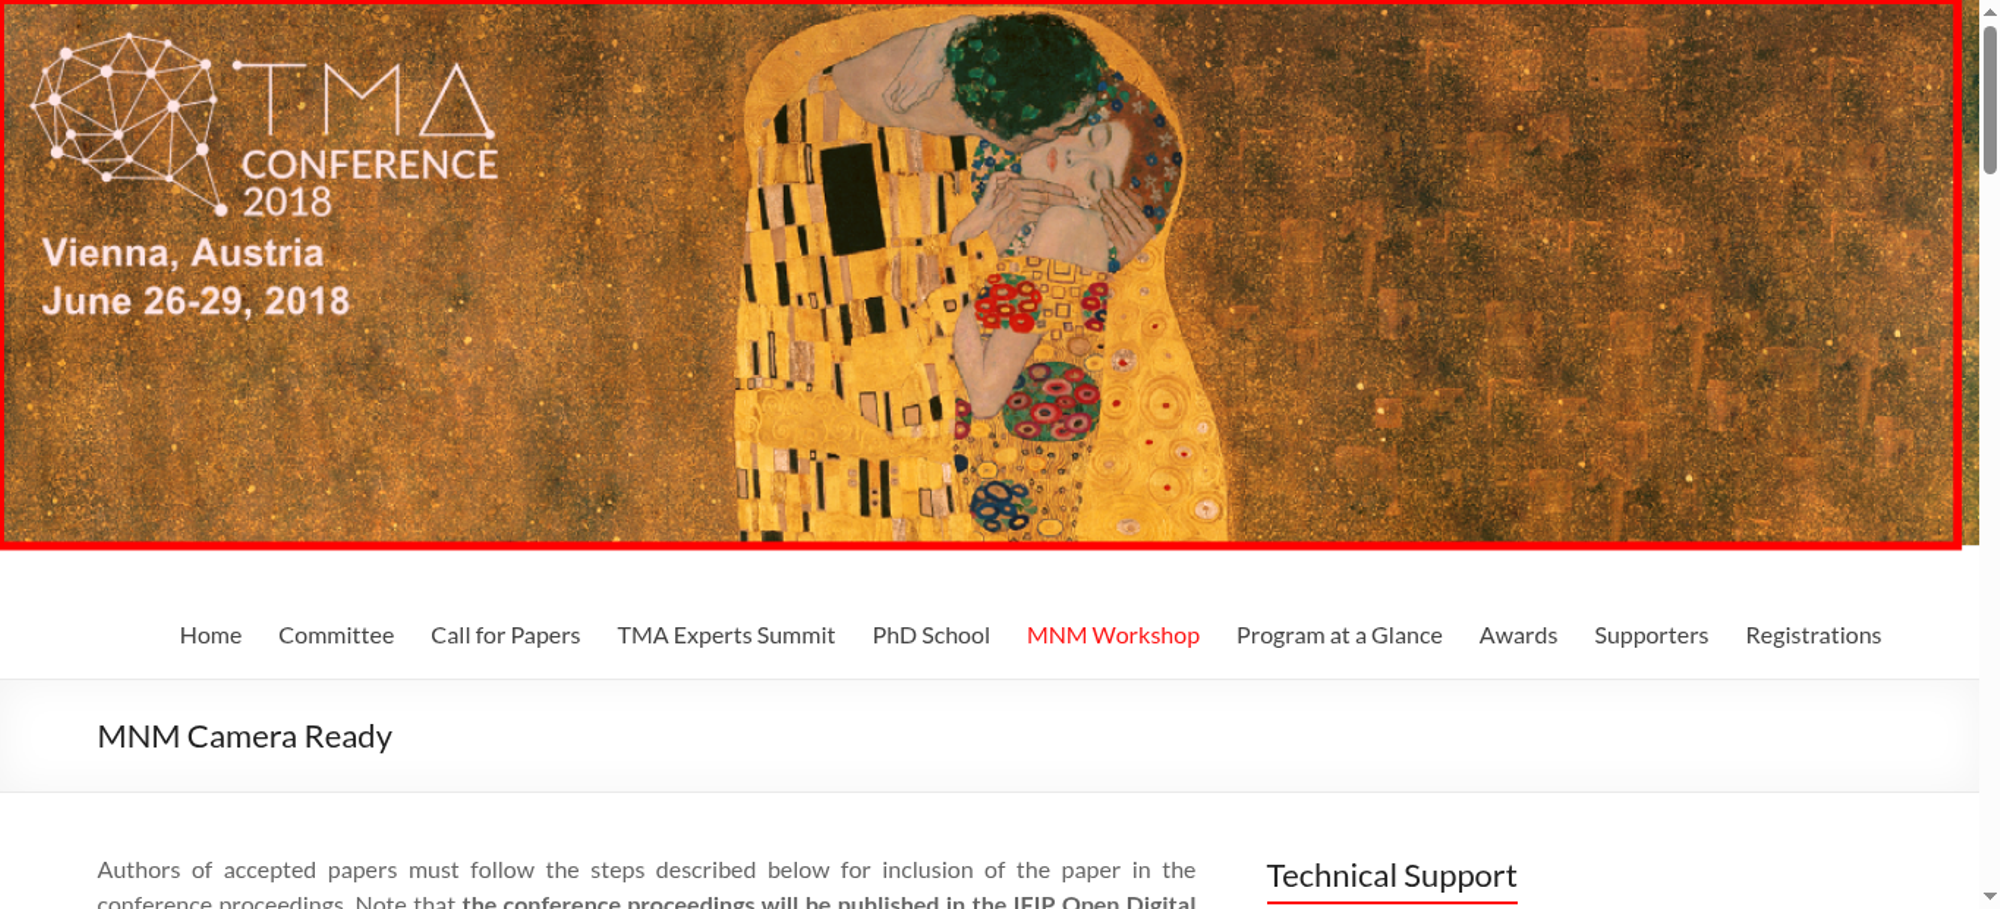 TMA
CONFERENCE
2018
Vienna, Austria
June 26-29, 2018
Home Committee Call for Papers TMA Experts Summit PhD School MNM Workshop Program at a Glance Awards Supporters Registrations
MNM Camera Ready
Authors of accepted papers must follow the steps described below for inclusion of the paper in the
conference proceedings. Note that the conference proceedings will be published in the IFIP Open Digital
Technical Support